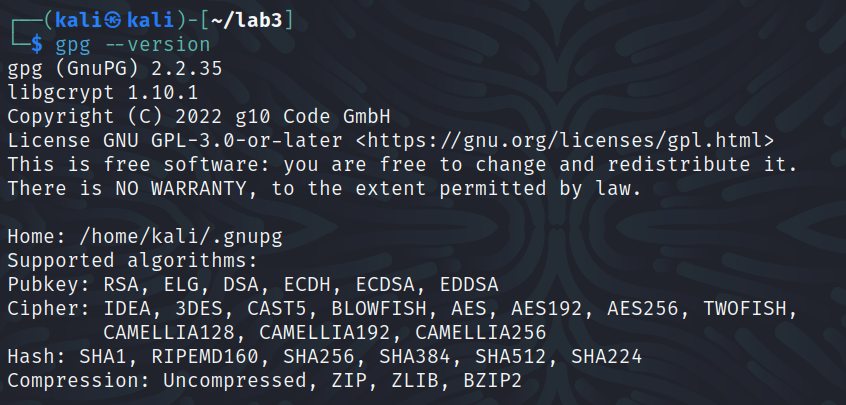 ┌──(kali㉿kali)-[~/lab3]
└─$ gpg --version
gpg (GnuPG) 2.2.35
libgcrypt 1.10.1
Copyright (C) 2022 g10 Code GmbH
License GNU GPL-3.0-or-later <https://gnu.org/licenses/gpl.html>
This is free software: you are free to change and redistribute it.
There is NO WARRANTY, to the extent permitted by law.

Home: /home/kali/.gnupg
Supported algorithms:
Pubkey: RSA, ELG, DSA, ECDH, ECDSA, EDDSA
Cipher: IDEA, 3DES, CAST5, BLOWFISH, AES, AES192, AES256, TWOFISH,
        CAMELLIA128, CAMELLIA192, CAMELLIA256
Hash: SHA1, RIPEMD160, SHA256, SHA384, SHA512, SHA224
Compression: Uncompressed, ZIP, ZLIB, BZIP2